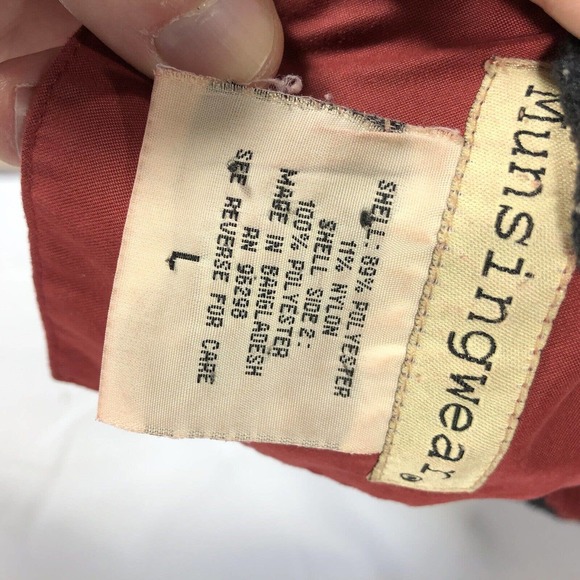 Munsingwear®
SHELL: 89% POLYESTER
11% NYLON
SHELL SIDE 2:
100% POLYESTER
MADE IN BANGLADESH
RN 96298
SEE REVERSE FOR CARE
L